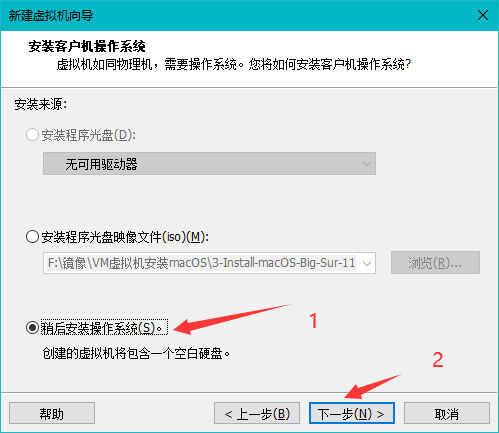 新建虚拟机向导
安装客户机操作系统
虚拟机如同物理机，需要操作系统。您将如何安装客户机操作系统?
安装来源:
安装程序光盘(D):
无可用驱动器
安装程序光盘映像文件(iso)(M):
F:\镜像\VM虚拟机安装macOS\3-Install-macOS-Big-Sur-11
浏览(R)...
稍后安装操作系统(S)。
1
创建的虚拟机将包含一个空白硬盘。
2
帮助
< 上一步(B)
下一步(N) >
取消